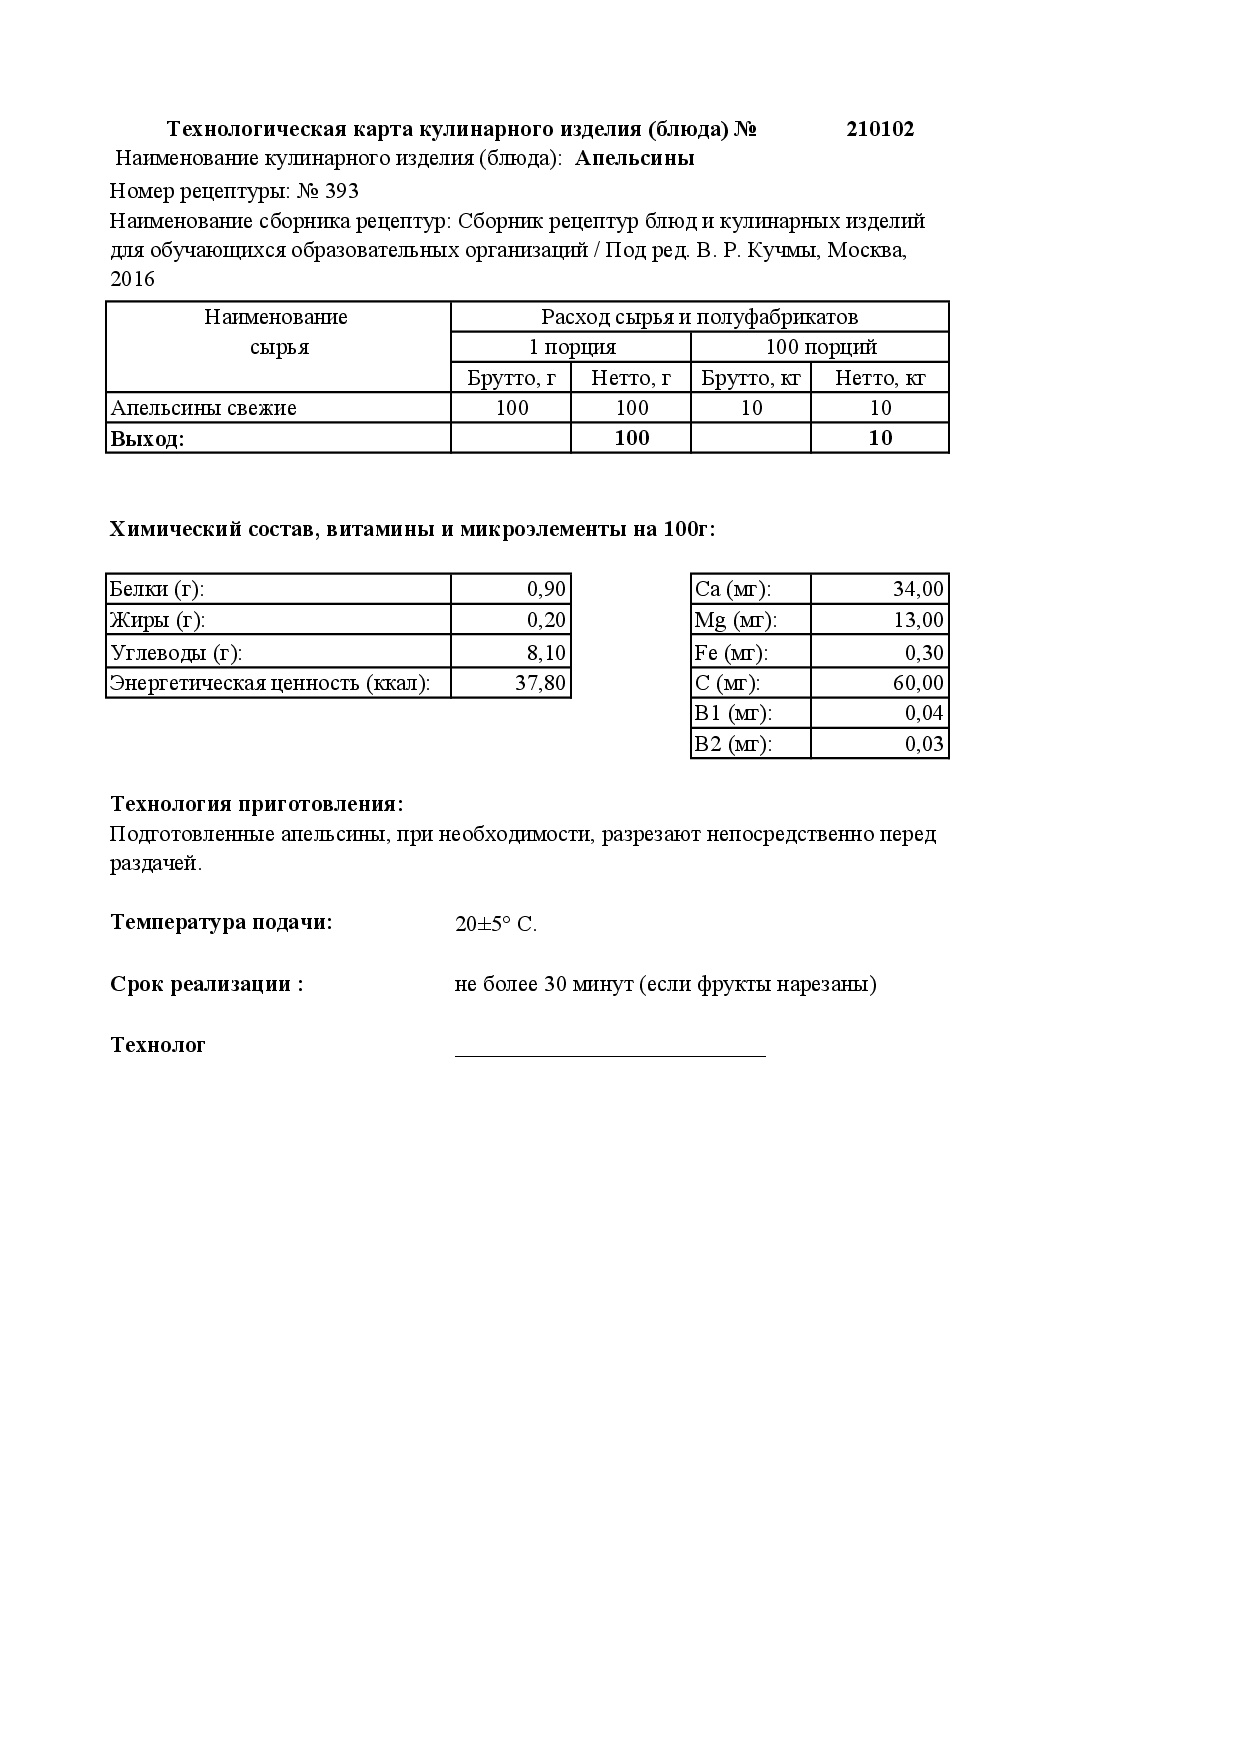 Технологическая карта кулинарного изделия (блюда) № 210102
Наименование кулинарного изделия (блюда): Апельсины
Номер рецептуры: № 393
Наименование сборника рецептур: Сборник рецептур блюд и кулинарных изделий
для обучающихся образовательных организаций / Под ред. В. Р. Кучмы, Москва,
2016
Наименование сырья
Расход сырья и полуфабрикатов
1 порция 100 порций
Брутто, г Нетто, г Брутто, кг Нетто, кг
Апельсины свежие 100 100 10 10
Выход: 100 10
Химический состав, витамины и микроэлементы на 100г:
Белки (г): 0,90 Ca (мг): 34,00
Жиры (г): 0,20 Mg (мг): 13,00
Углеводы (г): 8,10 Fe (мг): 0,30
Энергетическая ценность (ккал): 37,80 C (мг): 60,00
B1 (мг): 0,04
B2 (мг): 0,03
Технология приготовления:
Подготовленные апельсины, при необходимости, разрезают непосредственно перед
раздачей.
Температура подачи: 20±5° С.
Срок реализации : не более 30 минут (если фрукты нарезаны)
Технолог